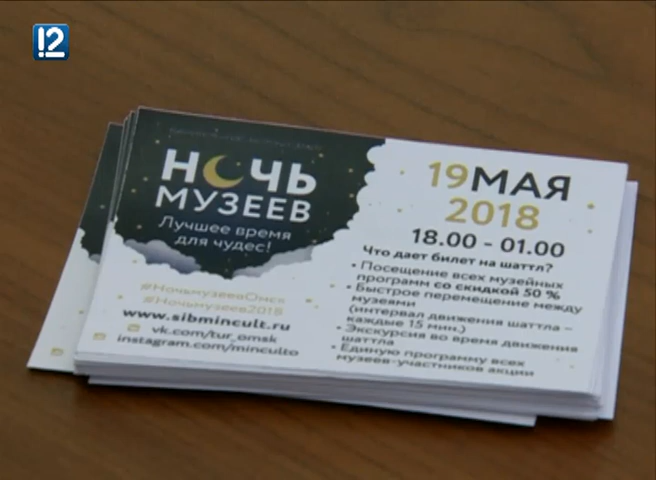 12
НОЧЬ
МУЗЕЕВ
Лучшее время
для чудес!
#НочьмузеевОмск
#Ночьмузеев2018
www.sibmincult.ru
vk.com/tur_omsk
instagram.com/minculto
19МАЯ
2018
18.00 - 01.00
Что дает билет на шаттл?
• Посещение всех музейных
программ со скидкой 50 %
• Быстрое перемещение между
музеями
(интервал движения шаттла –
каждые 15 мин.)
• Экскурсия во время движения
шаттла
• Единую программу всех
музеев-участников акции